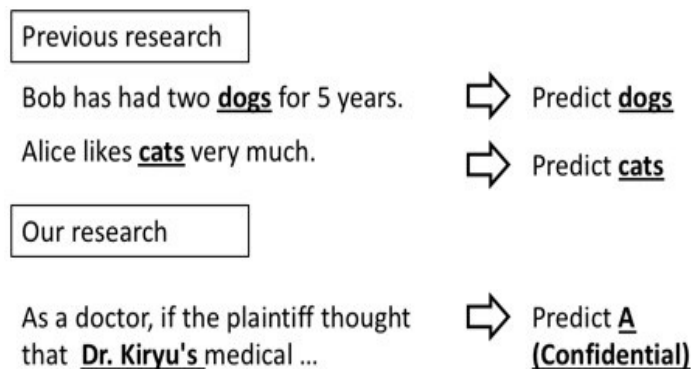 Previous research
Bob has had two dogs for 5 years.
Predict dogs
Alice likes cats very much.
Predict cats
Our research
As a doctor, if the plaintiff thought
that Dr. Kiryu's medical ...
Predict A
(Confidential)